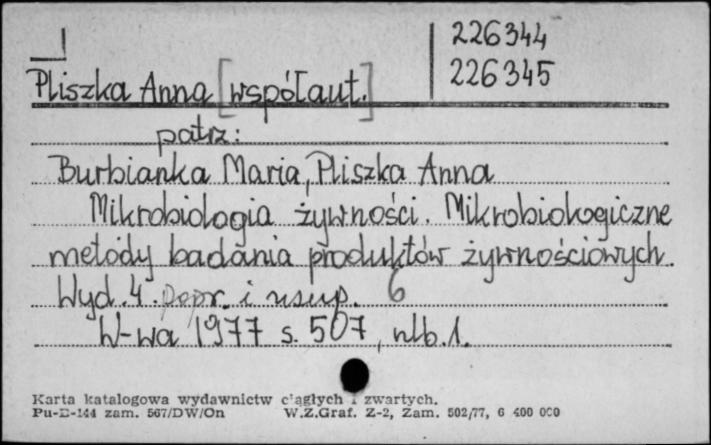 226344
226345
Pliszka Anna [współaut.]
patrz:
Burbianka Maria, Pliszka Anna
Mikrobiologia żywności. Mikrobiologiczne
metody badania produktów żywnościowych.
Wyd. 4. popr. i uzup. 6
W-wa 1977 s. 507, nlb. 1.
Karta katalogowa wydawnictw ciągłych i zwartych.
Pu-D-144 zam. 567/DW/On W.Z.Graf. Z-2, Zam. 502/77, 6 400 000